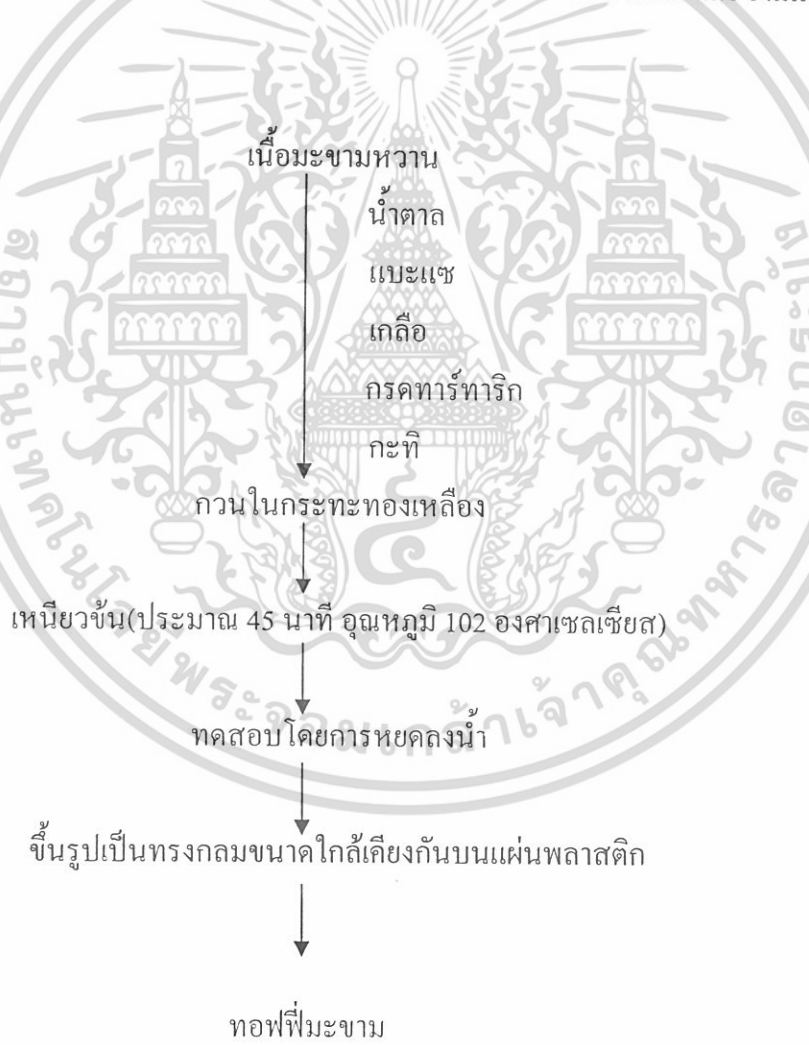 เนื้อมะขามหวาน
น้ำตาล
แบะแซ
เกลือ
กรดทาร์ทาริก
กะทิ
กวนในกระทะทองเหลือง
เหนียวข้น(ประมาณ 45 นาที อุณหภูมิ 102 องศาเซลเซียส)
ทดสอบโดยการหยดลงน้ำ
ขึ้นรูปเป็นทรงกลมขนาดใกล้เคียงกันบนแผ่นพลาสติก
ทอฟฟี่มะขาม